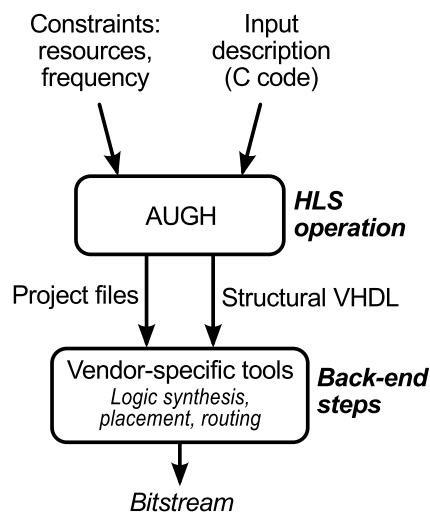 Constraints:
resources,
frequency
Input
description
(C code)
AUGH
HLS
operation
Project files
Structural VHDL
Vendor-specific tools
Logic synthesis,
placement, routing
Back-end
steps
Bitstream